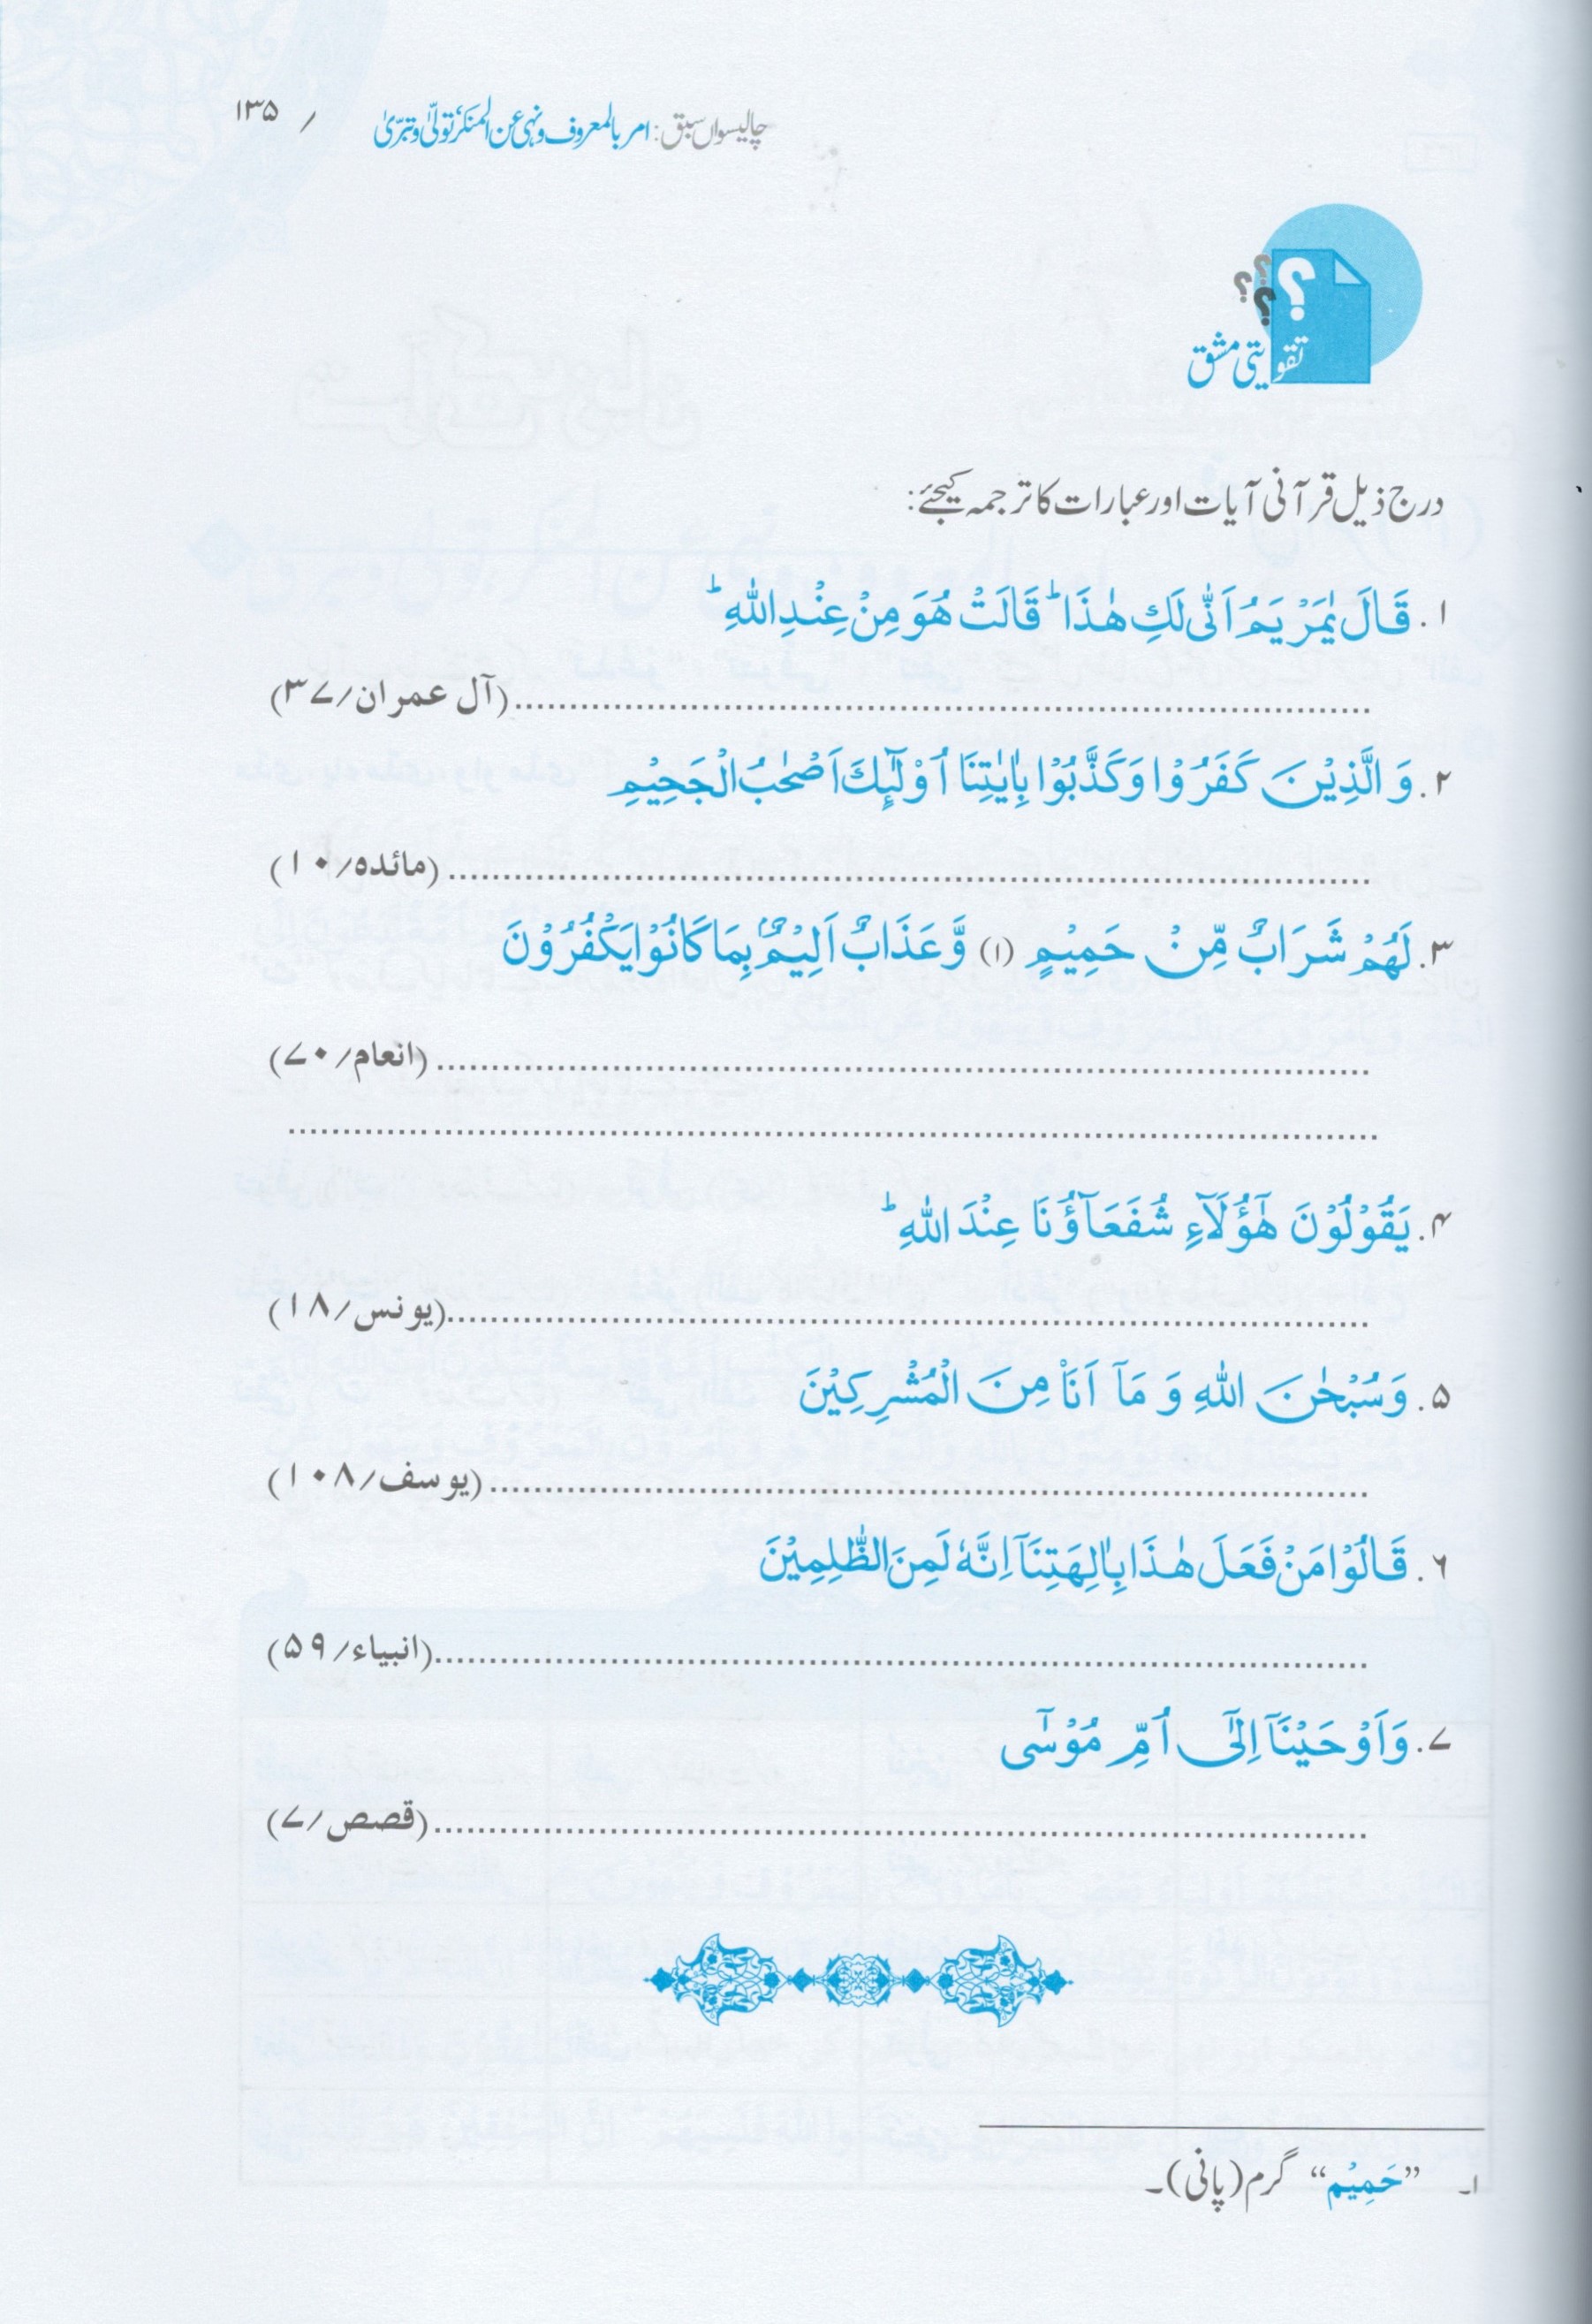 چالیسواں سبق: امر بالمعروف و نہی عن المنکر، تولّیٰ و تبرّیٰ / ۱۳۵
تقویتی مشق
درج ذیل قرآنی آیات اور عبارات کا ترجمہ کیجئے:
۱. قَالَ یٰمَرْیَمُ اَنّٰی لَکِ هٰذَا ؕ قَالَتْ هُوَ مِنْ عِنْدِ اللّٰهِ ؕ
(آل عمران/۳۷)
۲. وَ الَّذِیْنَ کَفَرُوْا وَ کَذَّبُوْا بِاٰیٰتِنَا اُوْلٰٓئِکَ اَصْحٰبُ الْجَحِیْمِ
(مائدہ/۱۰)
۳. لَهُمْ شَرَابٌ مِّنْ حَمِیْمٍ (۱) وَّ عَذَابٌ اَلِیْمٌۢ بِمَا کَانُوْا یَکْفُرُوْنَ
(انعام/۷۰)
۴. یَقُوْلُوْنَ هٰٓؤُلَآءِ شُفَعَآؤُنَا عِنْدَ اللّٰهِ ؕ
(یونس/۱۸)
۵. وَ سُبْحٰنَ اللّٰهِ وَ مَآ اَنَا۠ مِنَ الْمُشْرِکِیْنَ
(یوسف/۱۰۸)
۶. قَالُوْا مَنْ فَعَلَ هٰذَا بِاٰلِهَتِنَآ اِنَّهٗ لَمِنَ الظّٰلِمِیْنَ
(انبیاء/۵۹)
۷. وَ اَوْحَیْنَآ اِلٰٓی اُمِّ مُوْسٰٓی
(قصص/۷)
۱۔ ”حَمِیْم“ گرم (پانی)۔